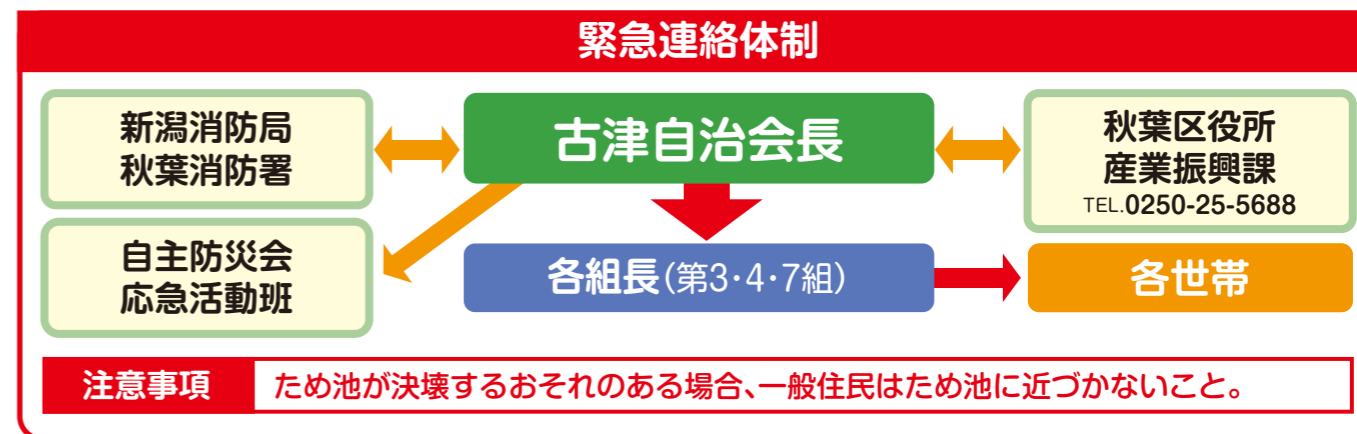 緊急連絡体制
新潟消防局
秋葉消防署
古津自治会長
秋葉区役所
産業振興課
TEL.0250-25-5688
自主防災会
応急活動班
各組長(第3・4・7組)
各世帯
注意事項
ため池が決壊するおそれのある場合、一般住民はため池に近づかないこと。